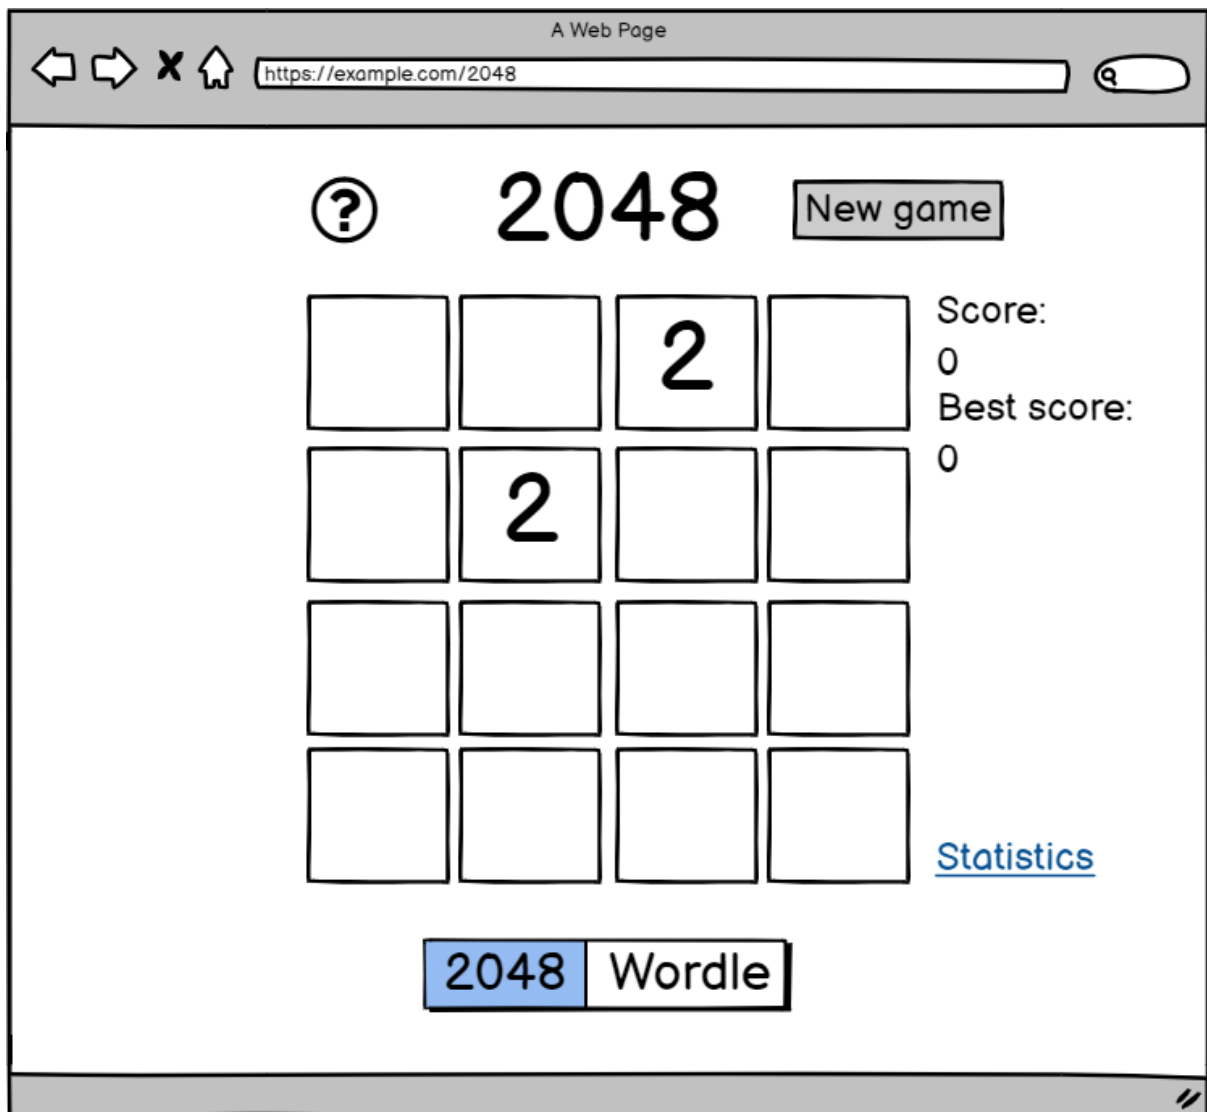 A Web Page
https://example.com/2048
? 2048 New game
2
Score:
0
Best score:
0
2
Statistics
2048 Wordle